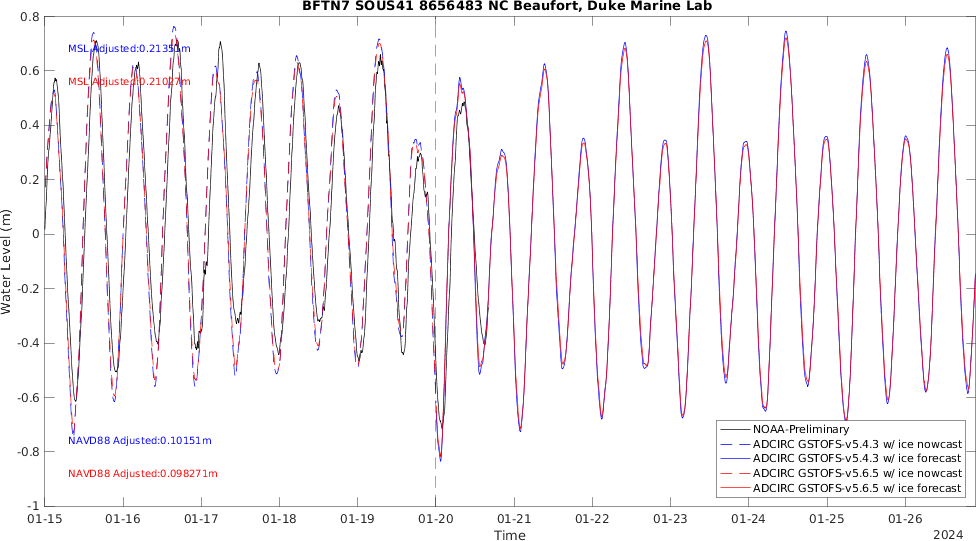 BFTN7 SOUS41 8656483 NC Beaufort, Duke Marine Lab
0.8
0.6
0.4
0.2
0
-0.2
-0.4
-0.6
-0.8
-1
Water Level (m)
MSL Adjusted:0.21351m
MSL Adjusted:0.21027m
NAVD88 Adjusted:0.10151m
NAVD88 Adjusted:0.098271m
NOAA-Preliminary
ADCIRC GSTOFS-v5.4.3 w/ ice nowcast
ADCIRC GSTOFS-v5.4.3 w/ ice forecast
ADCIRC GSTOFS-v5.6.5 w/ ice nowcast
ADCIRC GSTOFS-v5.6.5 w/ ice forecast
01-15 01-16 01-17 01-18 01-19 01-20 01-21 01-22 01-23 01-24 01-25 01-26
Time
2024